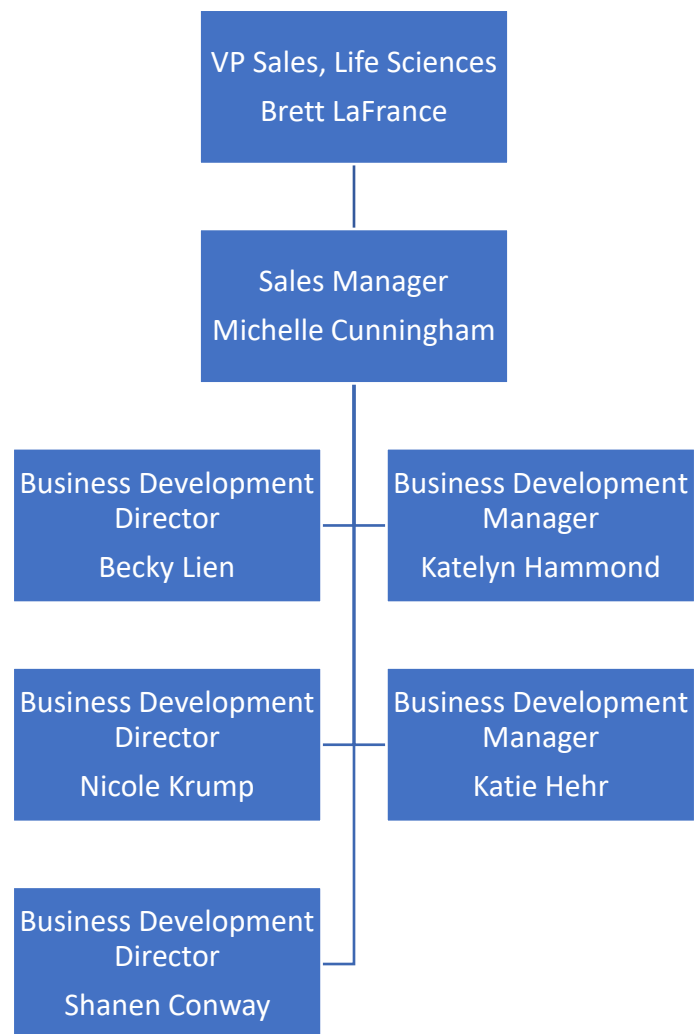 VP Sales, Life Sciences
Brett LaFrance
Sales Manager
Michelle Cunningham
Business Development
Director
Becky Lien
Business Development
Manager
Katelyn Hammond
Business Development
Director
Nicole Krump
Business Development
Manager
Katie Hehr
Business Development
Director
Shanen Conway